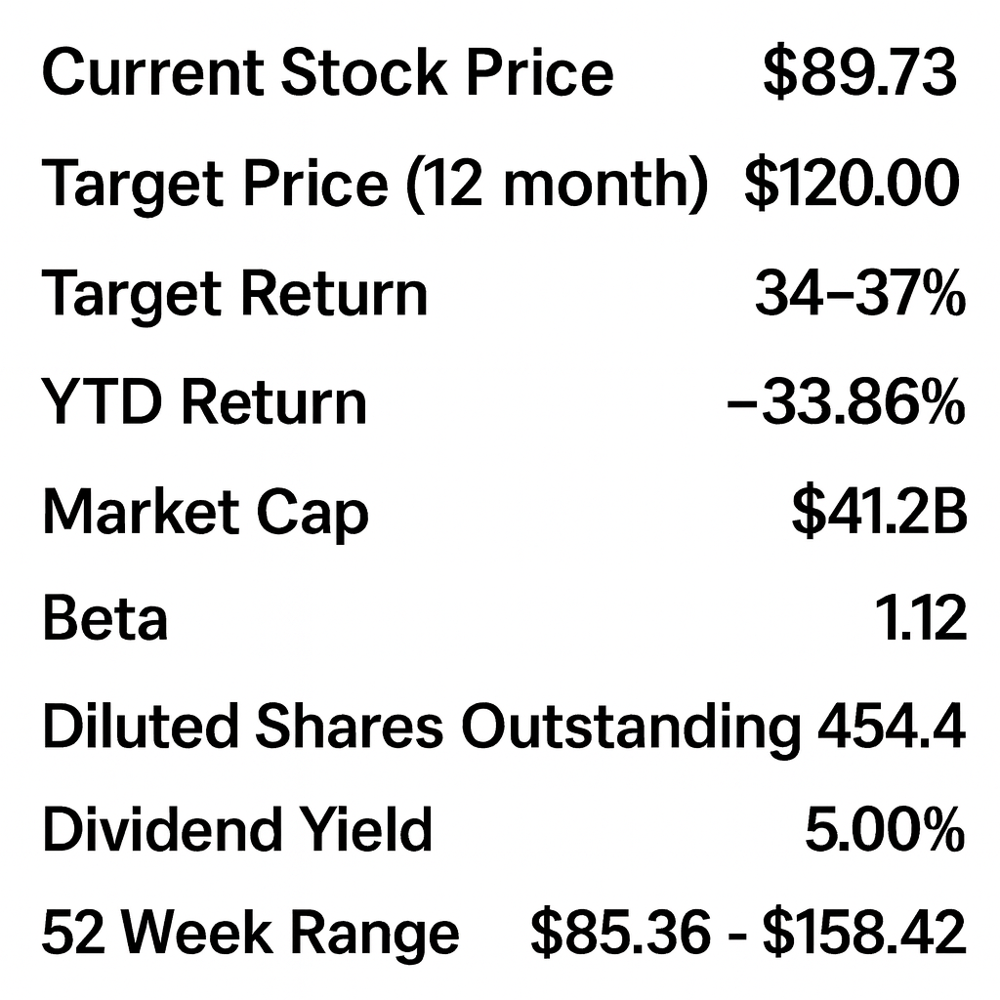 Current Stock Price $89.73
Target Price (12 month) $120.00
Target Return 34–37%
YTD Return –33.86%
Market Cap $41.2B
Beta 1.12
Diluted Shares Outstanding 454.4
Dividend Yield 5.00%
52 Week Range $85.36 - $158.42